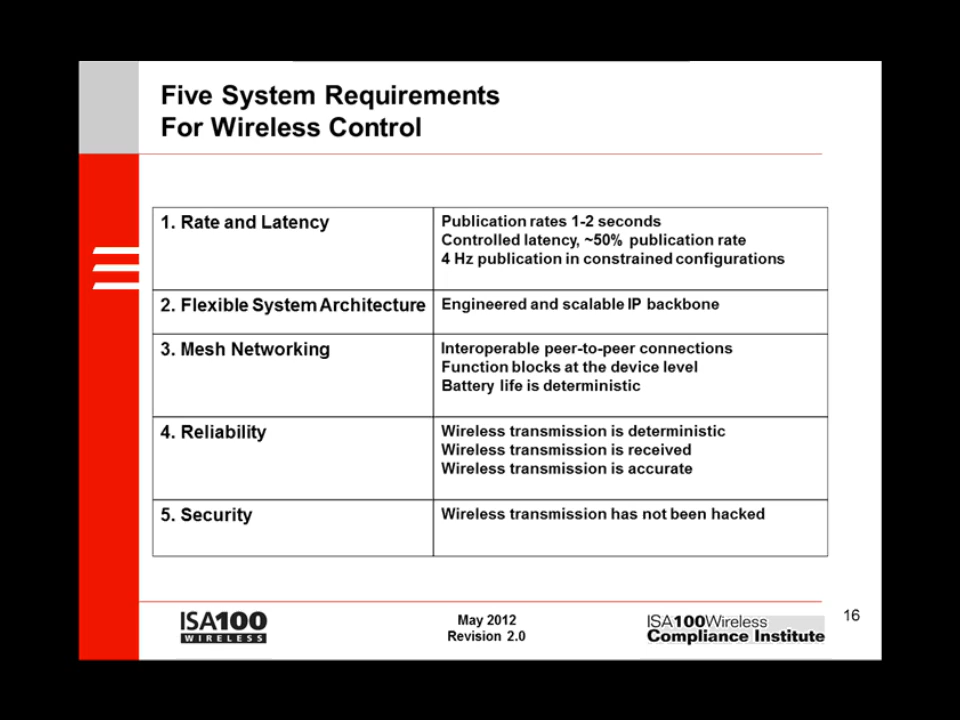 Five System Requirements
For Wireless Control
1. Rate and Latency
Publication rates 1-2 seconds
Controlled latency, ~50% publication rate
4 Hz publication in constrained configurations
2. Flexible System Architecture
Engineered and scalable IP backbone
3. Mesh Networking
Interoperable peer-to-peer connections
Function blocks at the device level
Battery life is deterministic
4. Reliability
Wireless transmission is deterministic
Wireless transmission is received
Wireless transmission is accurate
5. Security
Wireless transmission has not been hacked
ISA100
WIRELESS
May 2012
Revision 2.0
ISA100Wireless
Compliance Institute
16